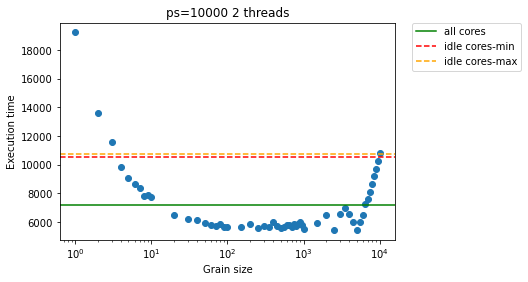 ps=10000 2 threads
all cores
idle cores-min
idle cores-max
Execution time
18000
16000
14000
12000
10000
8000
6000
10⁰
10¹
10²
10³
10⁴
Grain size